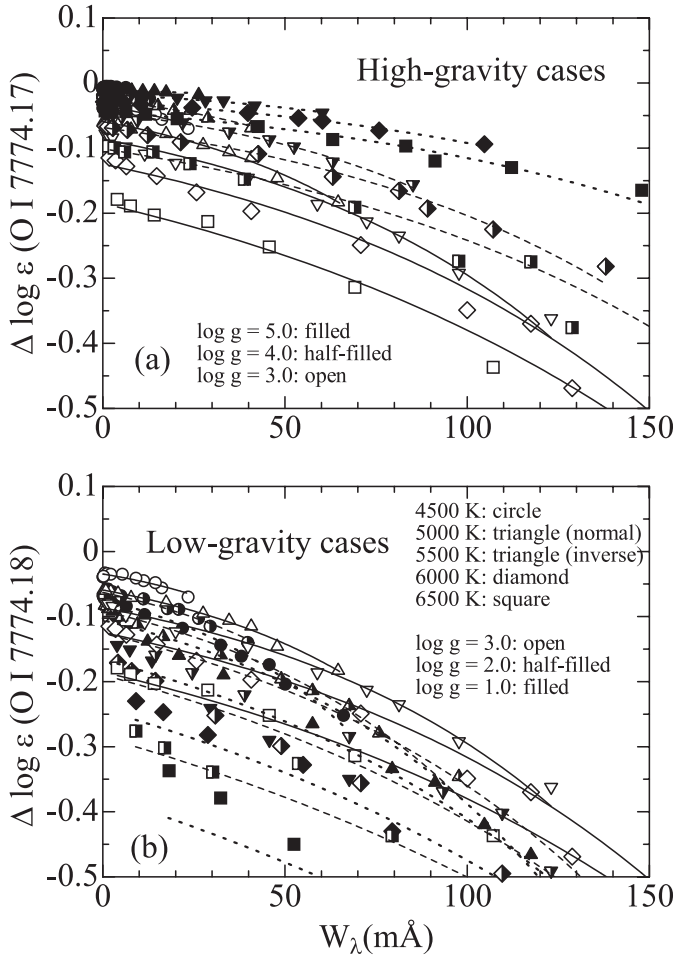 0.1
(a)
High-gravity cases
0
-0.1
-0.2
-0.3
-0.4
-0.5
Δ log ε (O I 7774.17)
log g = 5.0: filled
log g = 4.0: half-filled
log g = 3.0: open
0 50 100 150
0.1
Low-gravity cases
0
-0.1
-0.2
-0.3
-0.4
-0.5
Δ log ε (O I 7774.18)
4500 K: circle
5000 K: triangle (normal)
5500 K: triangle (inverse)
6000 K: diamond
6500 K: square
log g = 3.0: open
log g = 2.0: half-filled
log g = 1.0: filled
(b)
0 50 100 150
Wλ(mÅ)